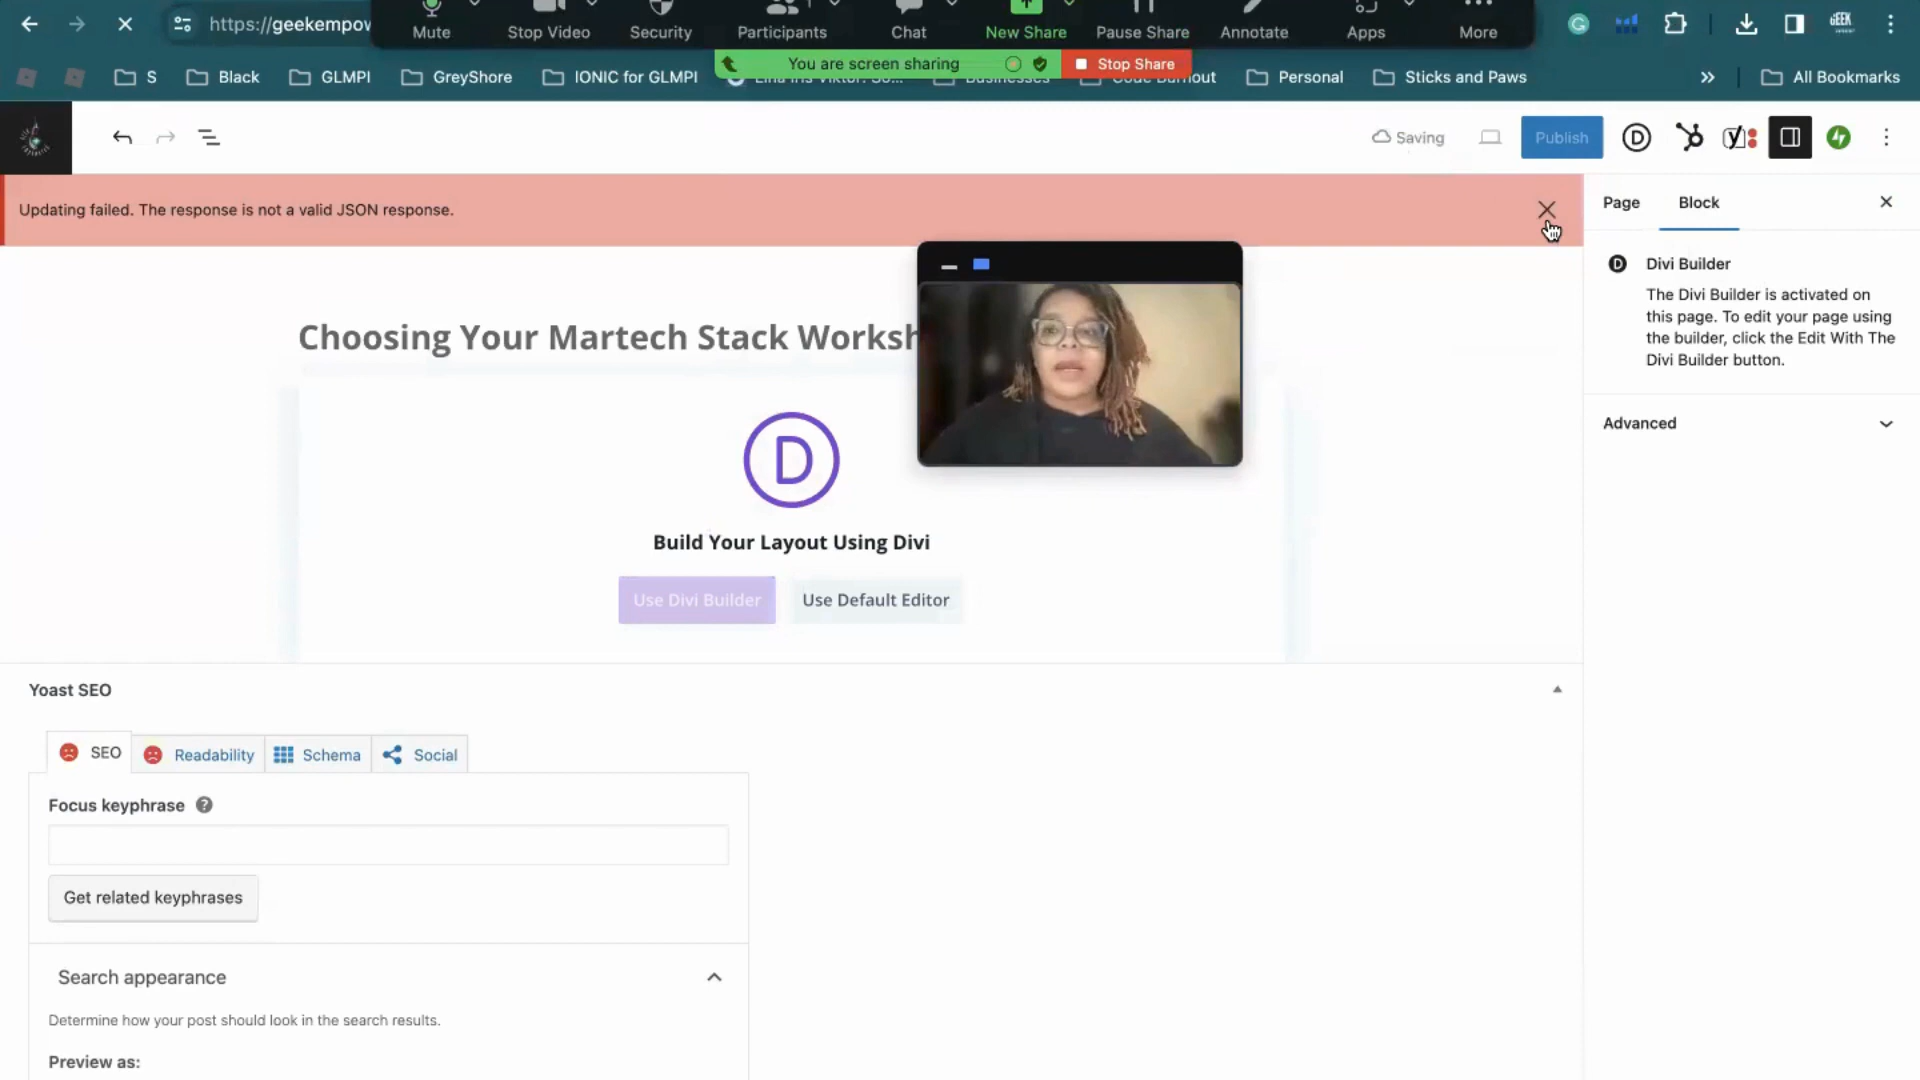 https://geekempov
Mute
Stop Video
Security
Participants
1
Chat
New Share
Pause Share
Annotate
Apps
More
GEEK
You are screen sharing
Stop Share
S
Black
GLMPI
GreyShore
IONIC for GLMPI
Businesses
Code Burnout
Personal
Sticks and Paws
All Bookmarks
Saving
Publish
Updating failed. The response is not a valid JSON response.
Page
Block
Divi Builder
The Divi Builder is activated on
this page. To edit your page using
the builder, click the Edit With The
Divi Builder button.
Advanced
Choosing Your Martech Stack Worksh
D
Build Your Layout Using Divi
Use Divi Builder
Use Default Editor
Yoast SEO
SEO
Readability
Schema
Social
Focus keyphrase
Get related keyphrases
Search appearance
Determine how your post should look in the search results.
Preview as: